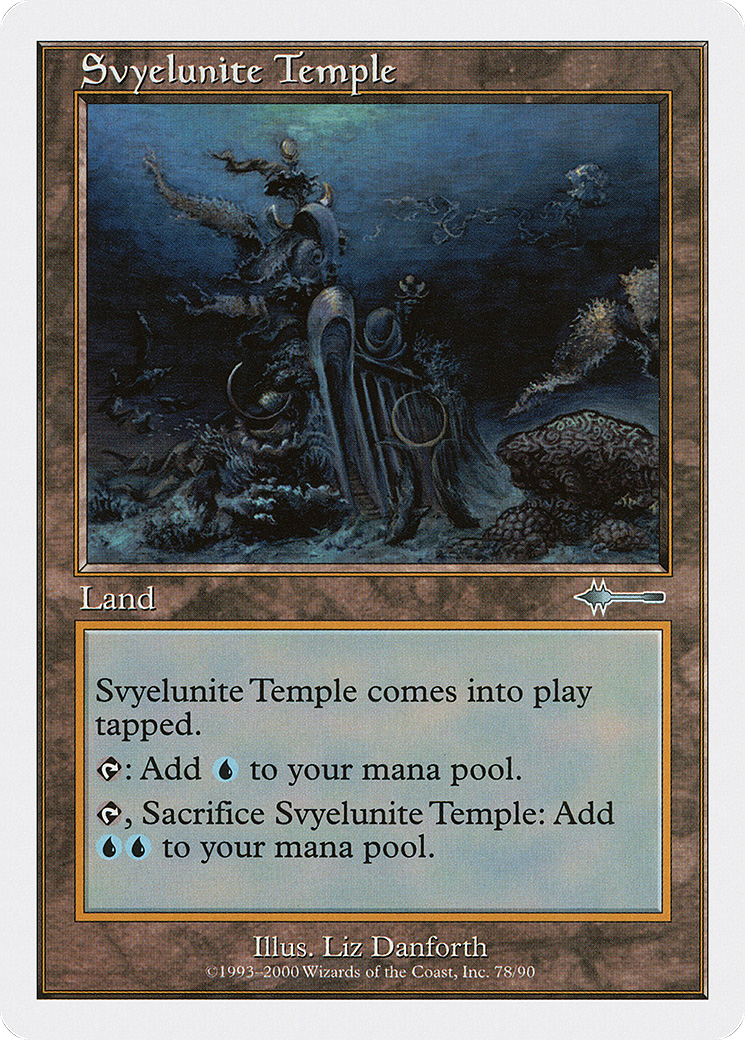 Svyelunite Temple
Land
Svyelunite Temple comes into play
tapped.
: Add to your mana pool.
, Sacrifice Svyelunite Temple: Add
to your mana pool.
Illus. Liz Danforth
©1993–2000 Wizards of the Coast, Inc. 78/90